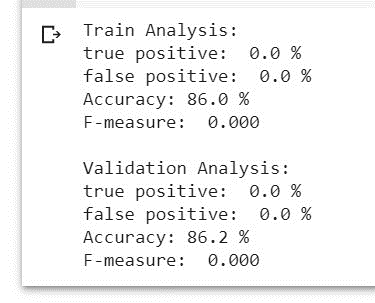 Train Analysis:
true positive:  0.0 %
false positive:  0.0 %
Accuracy: 86.0 %
F-measure:  0.000

Validation Analysis:
true positive:  0.0 %
false positive:  0.0 %
Accuracy: 86.2 %
F-measure:  0.000